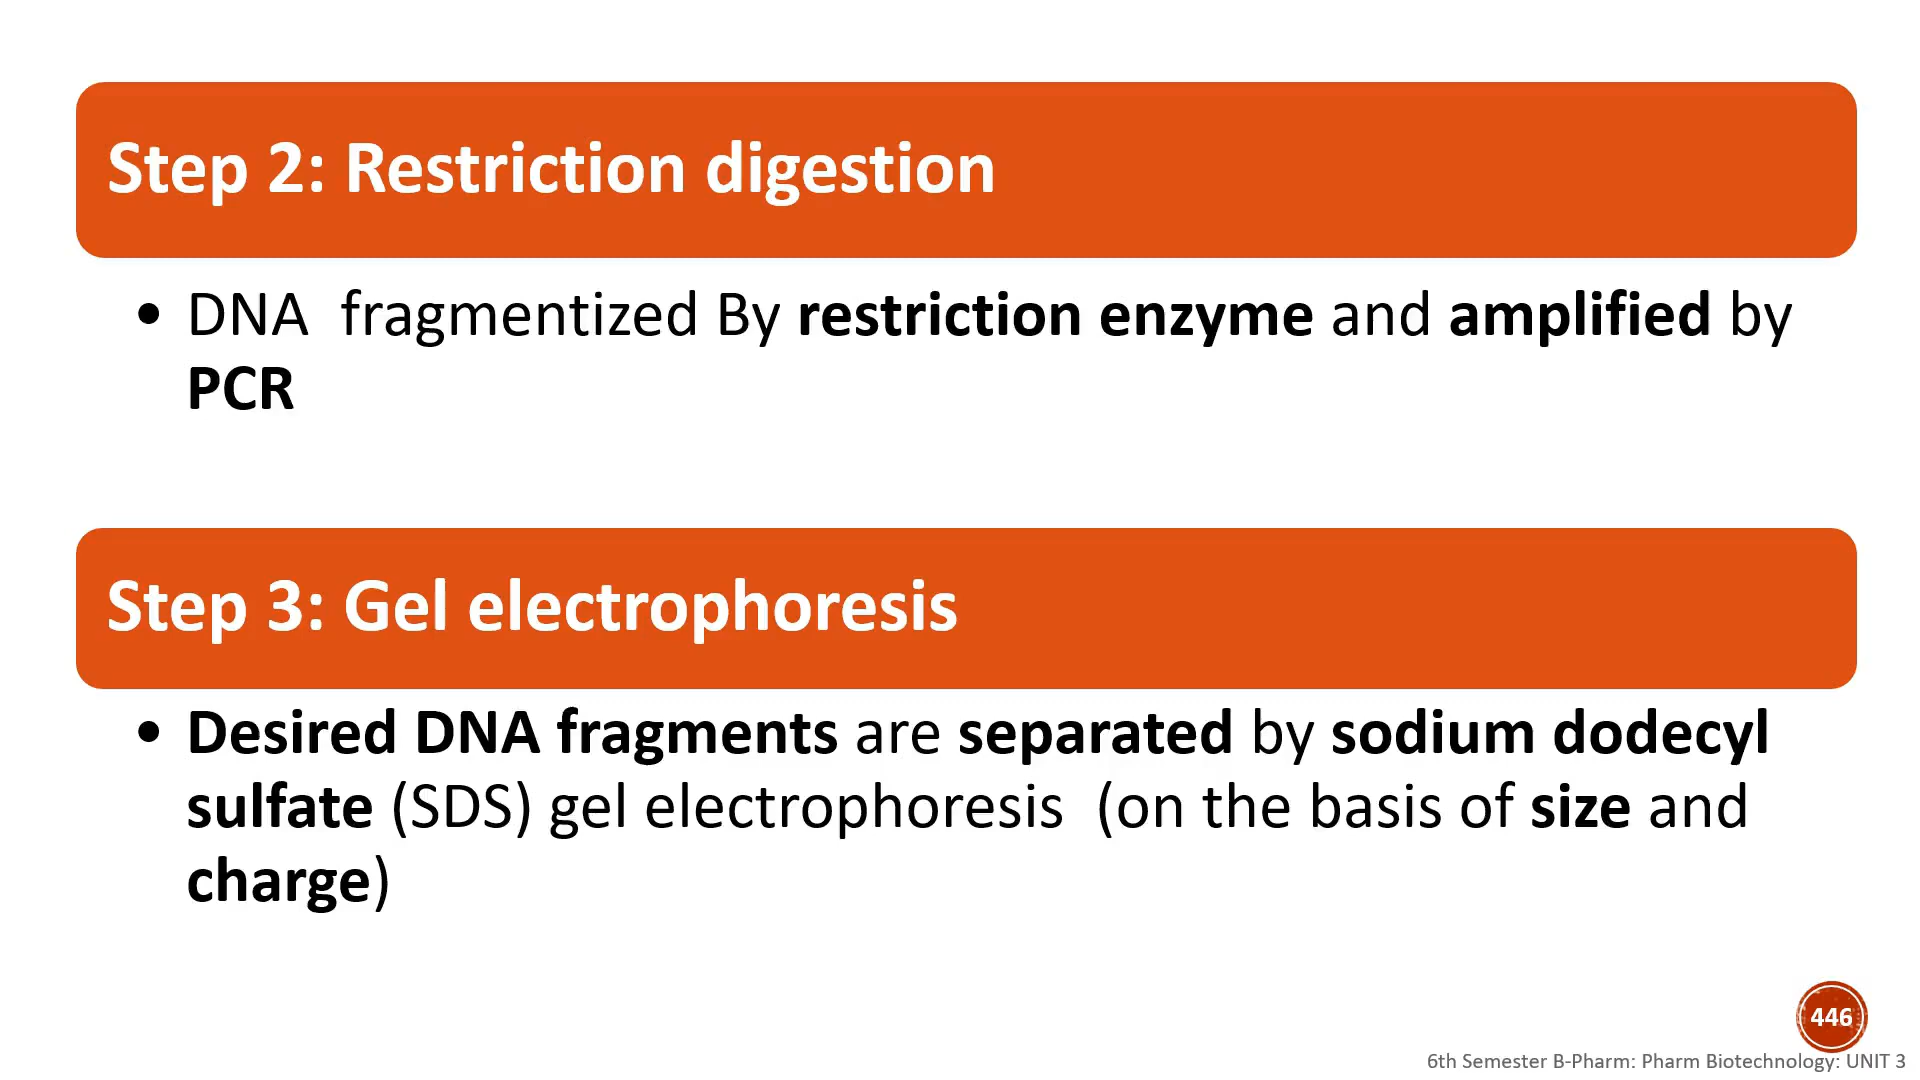 Step 2: Restriction digestion
• DNA  fragmentized By restriction enzyme and amplified by
PCR
Step 3: Gel electrophoresis
• Desired DNA fragments are separated by sodium dodecyl
sulfate (SDS) gel electrophoresis  (on the basis of size and
charge)
446
6th Semester B-Pharm: Pharm Biotechnology: UNIT 3